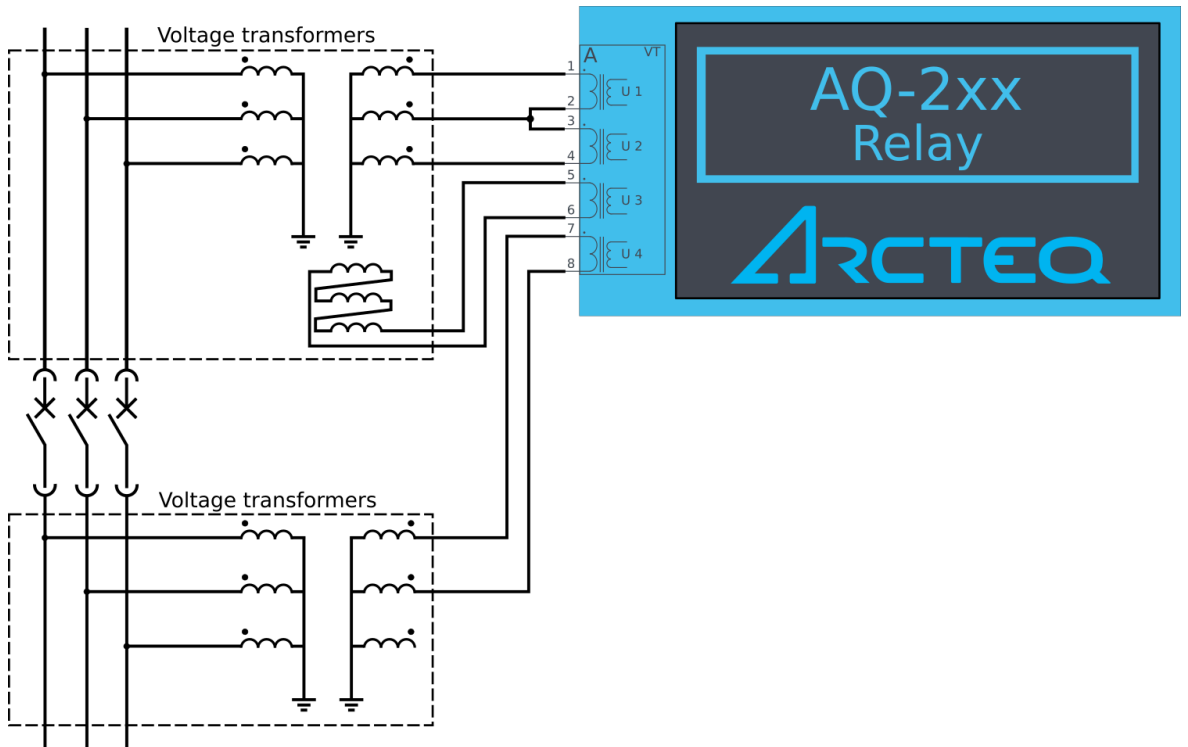 Voltage transformers
A VT
1
U 1
2
3
U 2
4
5
U 3
6
7
U 4
8
AQ-2xx
Relay
ARCTEQ
Voltage transformers